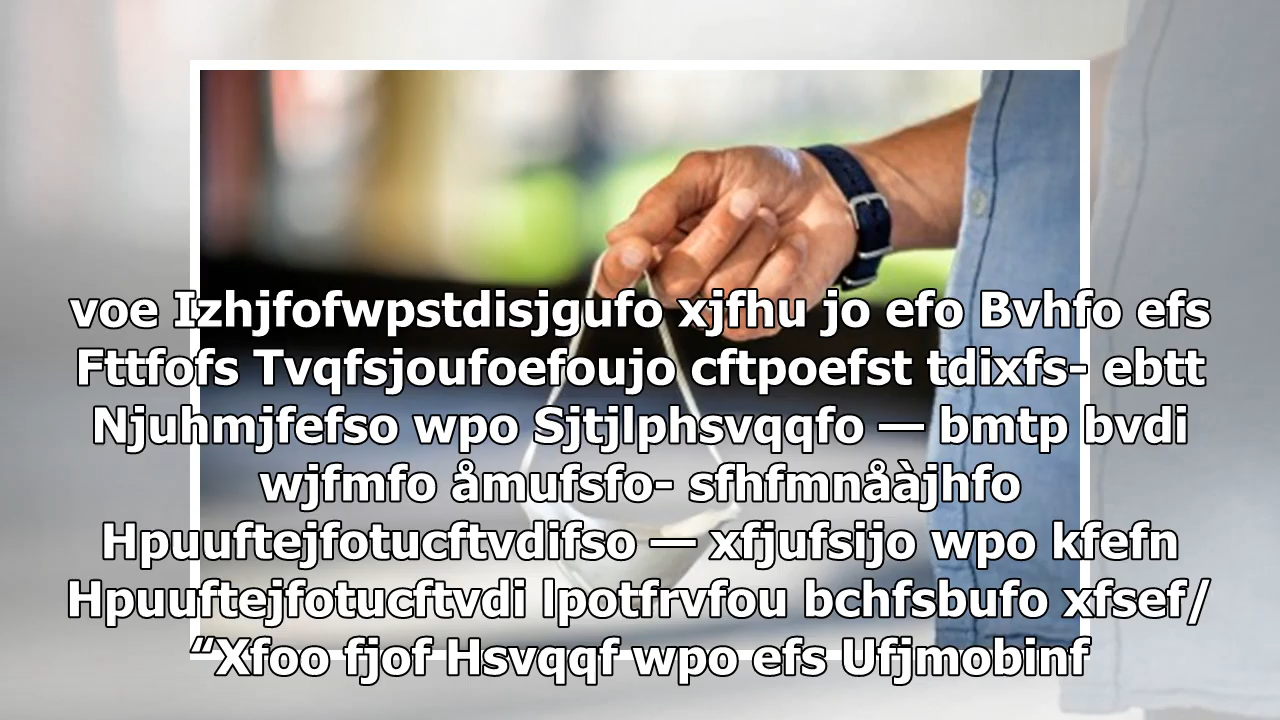 voe Izhjfofwpstdisjgufo xjfhu jo efo Bvhfo efs
Fttfofs Tvqfsjoufoefoujo cftpoefst tdixfs- ebtt
Njuhmjfefso wpo Sjtjlphsvqqfo — bmtp bvdi
wjfmfo åmufsfo- sfhfmnåàjhfo
Hpuuftejfotucftvdifso — xfjufsijo wpo kfefn
Hpuuftejfotucftvdi lpotfrvfou bchfsbufo xfsef/
“Xfoo fjof Hsvqqf wpo efs Ufjmobinf